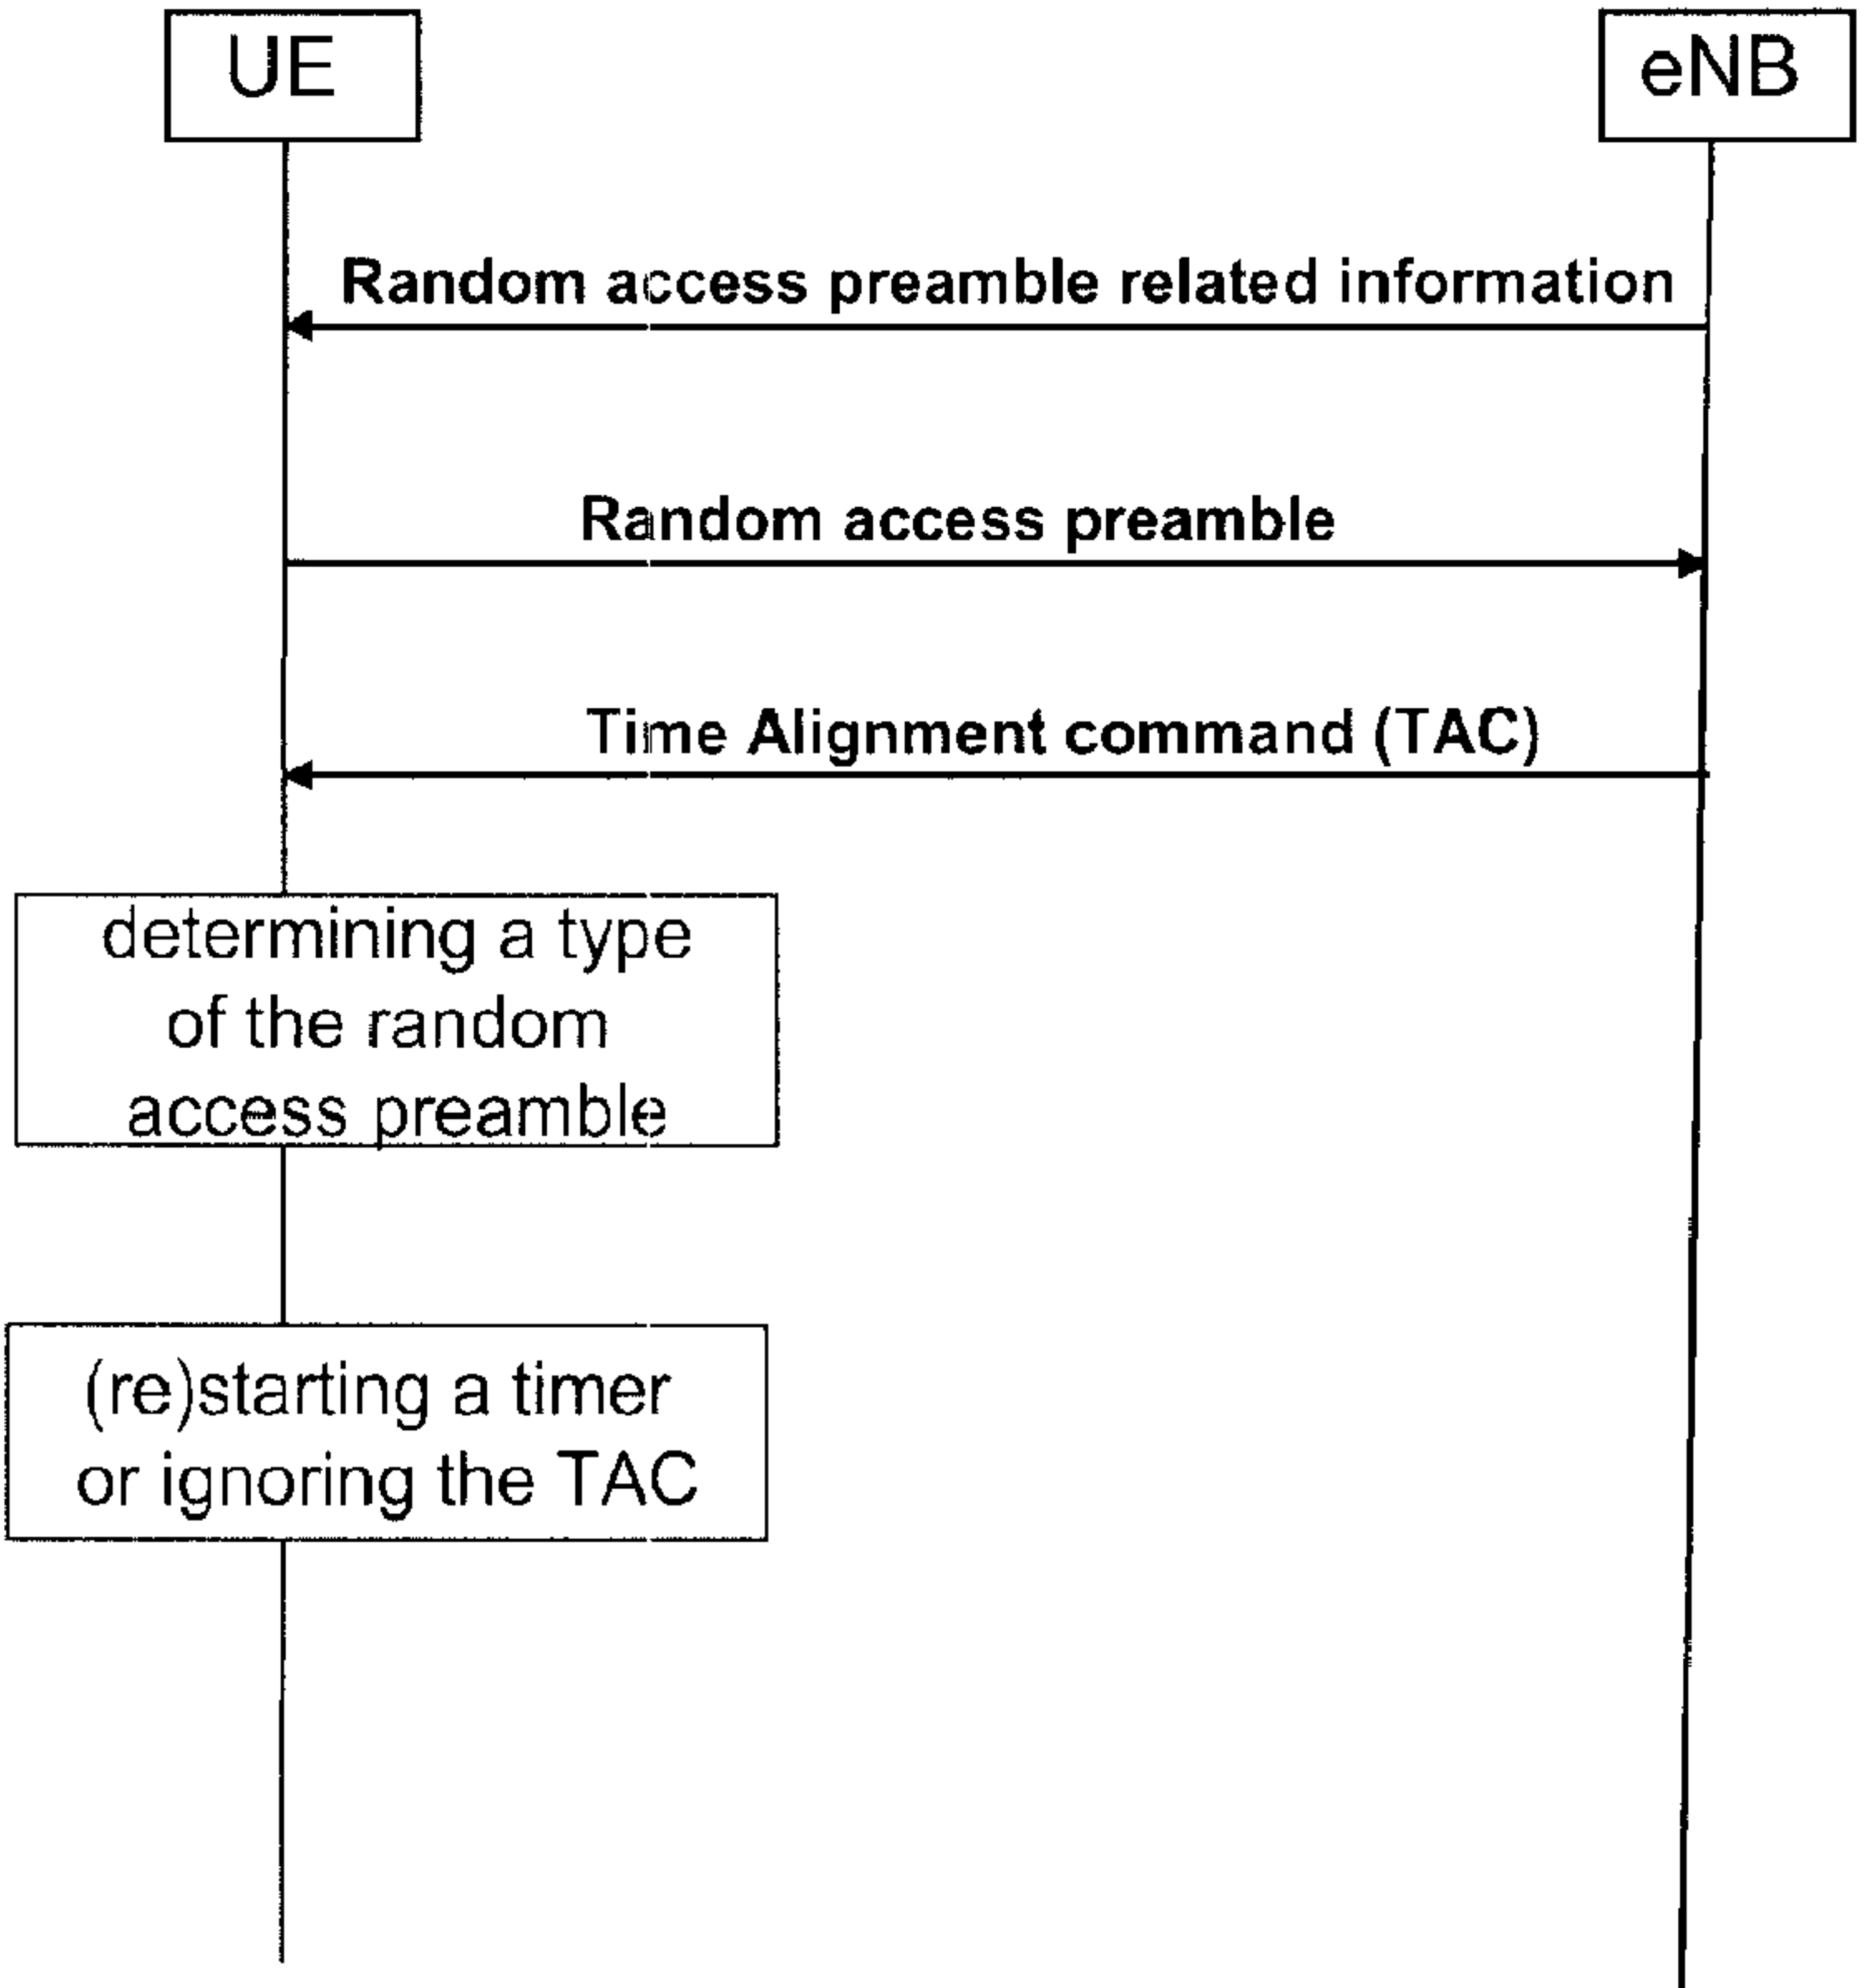 UE
eNB
Random access preamble related information
Random access preamble
Time Alignment command (TAC)
determining a type
of the random
access preamble
(re)starting a timer
or ignoring the TAC